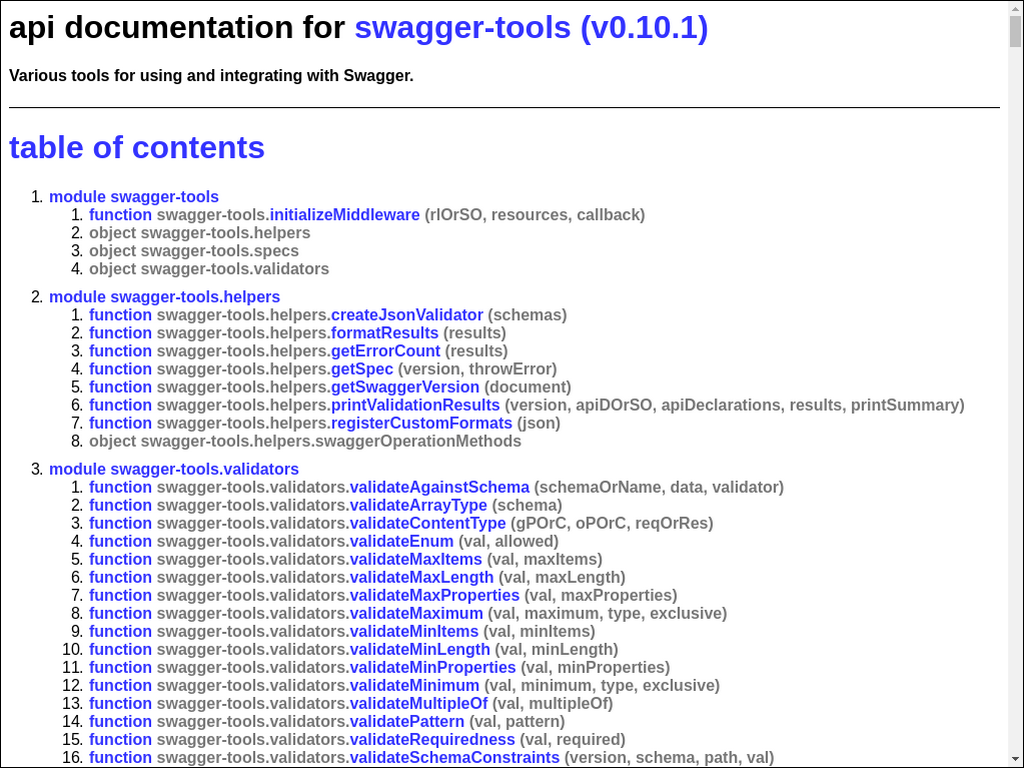 api documentation for swagger-tools (v0.10.1)
Various tools for using and integrating with Swagger.
table of contents
1. module swagger-tools
1. function swagger-tools.initializeMiddleware (rlOrSO, resources, callback)
2. object swagger-tools.helpers
3. object swagger-tools.specs
4. object swagger-tools.validators
2. module swagger-tools.helpers
1. function swagger-tools.helpers.createJsonValidator (schemas)
2. function swagger-tools.helpers.formatResults (results)
3. function swagger-tools.helpers.getErrorCount (results)
4. function swagger-tools.helpers.getSpec (version, throwError)
5. function swagger-tools.helpers.getSwaggerVersion (document)
6. function swagger-tools.helpers.printValidationResults (version, apiDOrSO, apiDeclarations, results, printSummary)
7. function swagger-tools.helpers.registerCustomFormats (json)
8. object swagger-tools.helpers.swaggerOperationMethods
3. module swagger-tools.validators
1. function swagger-tools.validators.validateAgainstSchema (schemaOrName, data, validator)
2. function swagger-tools.validators.validateArrayType (schema)
3. function swagger-tools.validators.validateContentType (gPOrC, oPOrC, reqOrRes)
4. function swagger-tools.validators.validateEnum (val, allowed)
5. function swagger-tools.validators.validateMaxItems (val, maxItems)
6. function swagger-tools.validators.validateMaxLength (val, maxLength)
7. function swagger-tools.validators.validateMaxProperties (val, maxProperties)
8. function swagger-tools.validators.validateMaximum (val, maximum, type, exclusive)
9. function swagger-tools.validators.validateMinItems (val, minItems)
10. function swagger-tools.validators.validateMinLength (val, minLength)
11. function swagger-tools.validators.validateMinProperties (val, minProperties)
12. function swagger-tools.validators.validateMinimum (val, minimum, type, exclusive)
13. function swagger-tools.validators.validateMultipleOf (val, multipleOf)
14. function swagger-tools.validators.validatePattern (val, pattern)
15. function swagger-tools.validators.validateRequiredness (val, required)
16. function swagger-tools.validators.validateSchemaConstraints (version, schema, path, val)